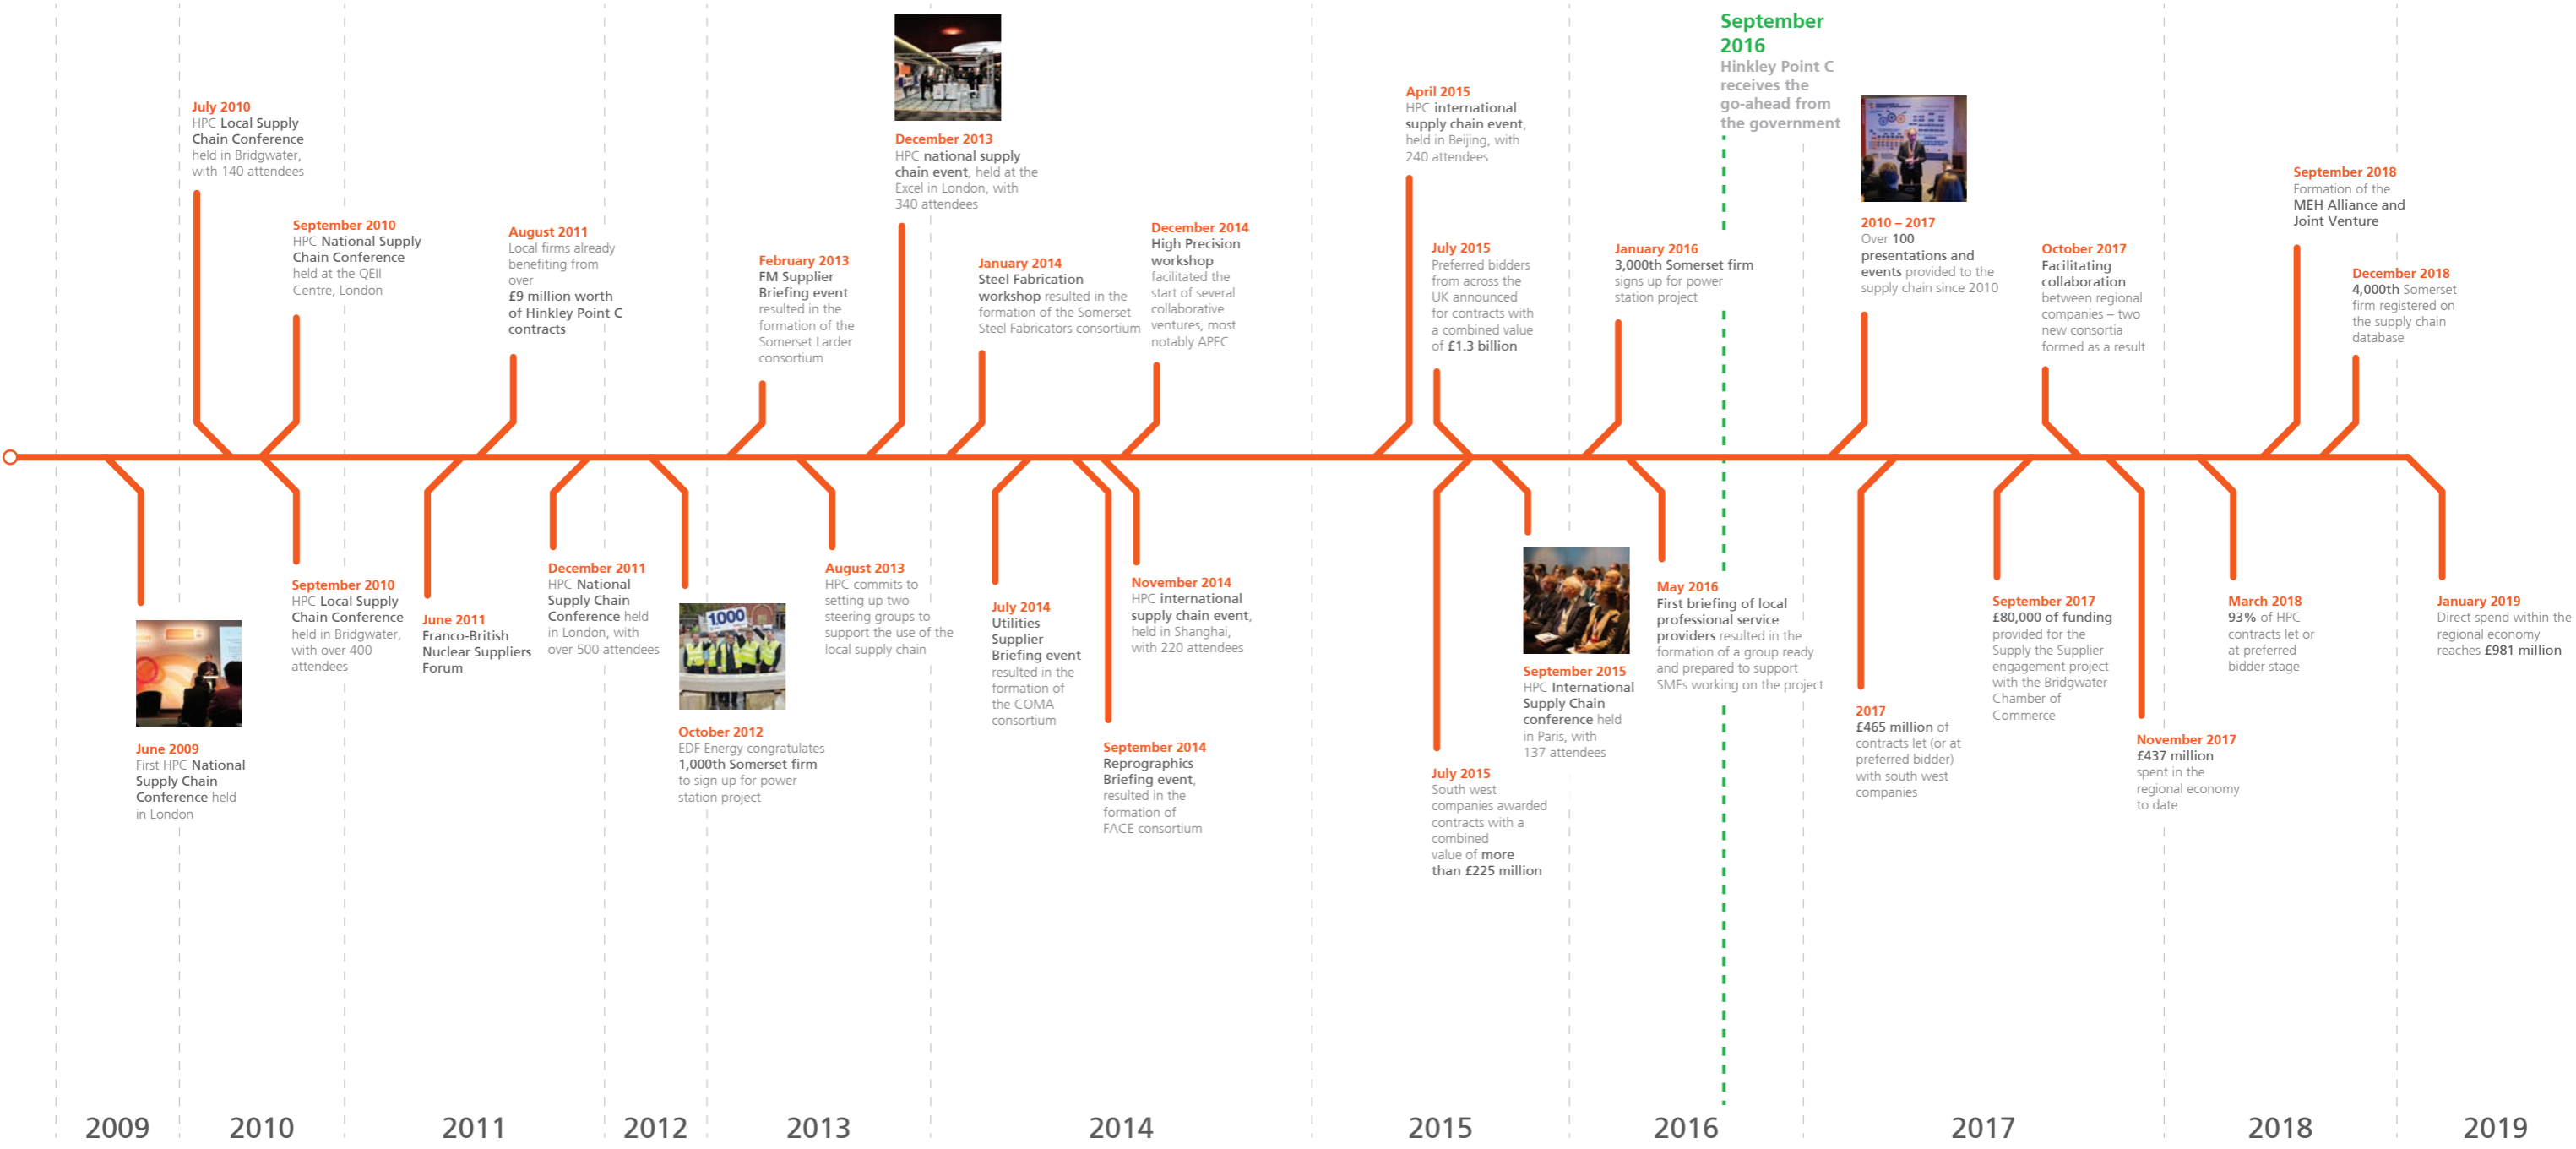 July 2010
HPC Local Supply
Chain Conference
held in Bridgwater,
with 140 attendees
September 2010
HPC National Supply
Chain Conference
held at the QEII
Centre, London
August 2011
Local firms already
benefiting from
over
£9 million worth
of Hinkley Point C
contracts
February 2013
FM Supplier
Briefing event
resulted in the
formation of the
Somerset Larder
consortium
December 2013
HPC national supply
chain event, held at the
Excel in London, with
340 attendees
January 2014
Steel Fabrication
workshop resulted in the
formation of the Somerset
Steel Fabricators consortium
December 2014
High Precision
workshop
facilitated the
start of several
collaborative
ventures, most
notably APEC
April 2015
HPC international
supply chain event,
held in Beijing, with
240 attendees
July 2015
Preferred bidders
from across the
UK announced
for contracts with
a combined value
of £1.3 billion
January 2016
3,000th Somerset firm
signs up for power
station project
September
2016
Hinkley Point C
receives the
go-ahead from
the government
2010 – 2017
Over 100
presentations and
events provided to the
supply chain since 2010
October 2017
Facilitating
collaboration
between regional
companies – two
new consortia
formed as a result
September 2018
Formation of the
MEH Alliance and
Joint Venture
December 2018
4,000th Somerset
firm registered on
the supply chain
database
June 2009
First HPC National
Supply Chain
Conference held
in London
September 2010
HPC Local Supply
Chain Conference
held in Bridgwater,
with over 400
attendees
June 2011
Franco-British
Nuclear Suppliers
Forum
December 2011
HPC National
Supply Chain
Conference held
in London, with
over 500 attendees
1,000
October 2012
EDF Energy congratulates
1,000th Somerset firm
to sign up for power
station project
August 2013
HPC commits to
setting up two
steering groups to
support the use of the
local supply chain
July 2014
Utilities
Supplier
Briefing event
resulted in the
formation of
the COMA
consortium
September 2014
Reprographics
Briefing event,
resulted in the
formation of
FACE consortium
November 2014
HPC international
supply chain event,
held in Shanghai,
with 220 attendees
July 2015
South west
companies awarded
contracts with a
combined
value of more
than £225 million
September 2015
HPC International
Supply Chain
conference held
in Paris, with
137 attendees
May 2016
First briefing of local
professional service
providers resulted in the
formation of a group ready
and prepared to support
SMEs working on the project
2017
£465 million of
contracts let (or at
preferred bidder)
with south west
companies
September 2017
£80,000 of funding
provided for the
Supply the Supplier
engagement project
with the Bridgwater
Chamber of
Commerce
November 2017
£437 million
spent in the
regional economy
to date
March 2018
93% of HPC
contracts let or
at preferred
bidder stage
January 2019
Direct spend within the
regional economy
reaches £981 million
2009
2010
2011
2012
2013
2014
2015
2016
2017
2018
2019